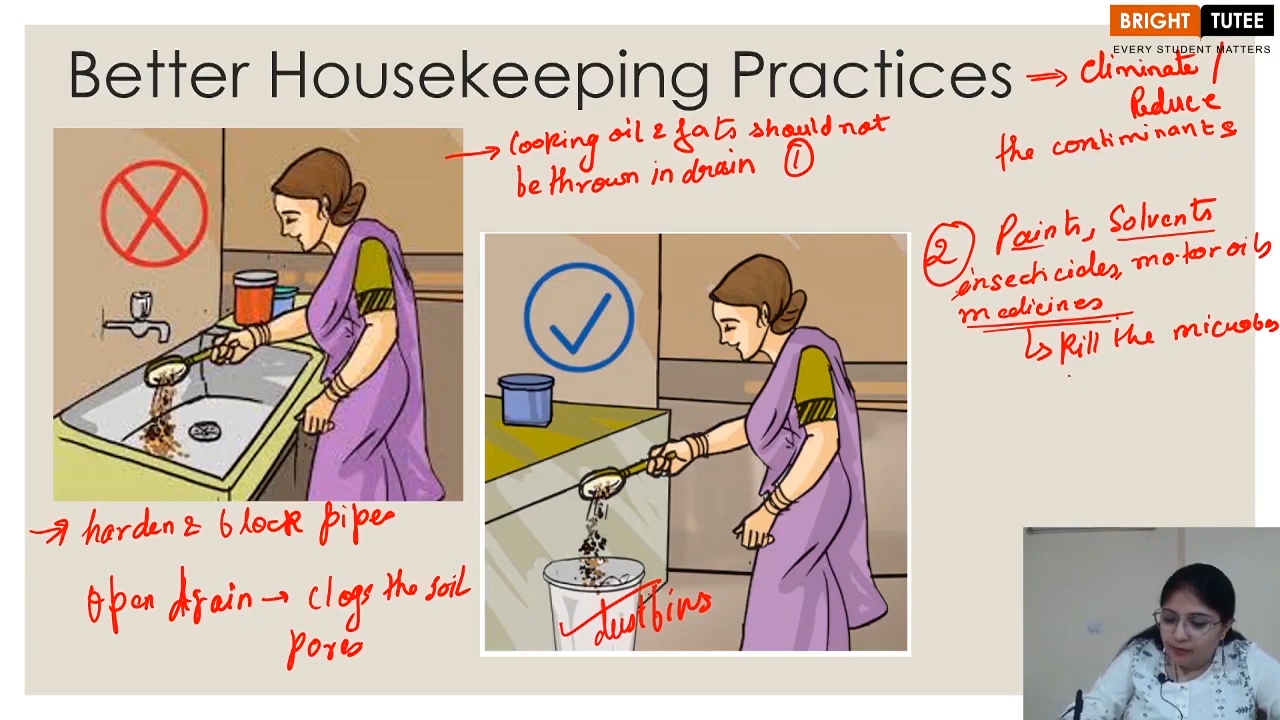 BRIGHT TUTEE
EVERY STUDENT MATTERS
Better Housekeeping Practices
→ eliminate /
Reduce
the contiminants
→ Cooking oil & fats should not
be thrown in drain ①
② Paints, Solvents
insecticides, motor oils
medicines
↳ kill the microbes
→ harden & block pipes
Open Again → clogs the soil
pores
dustbins